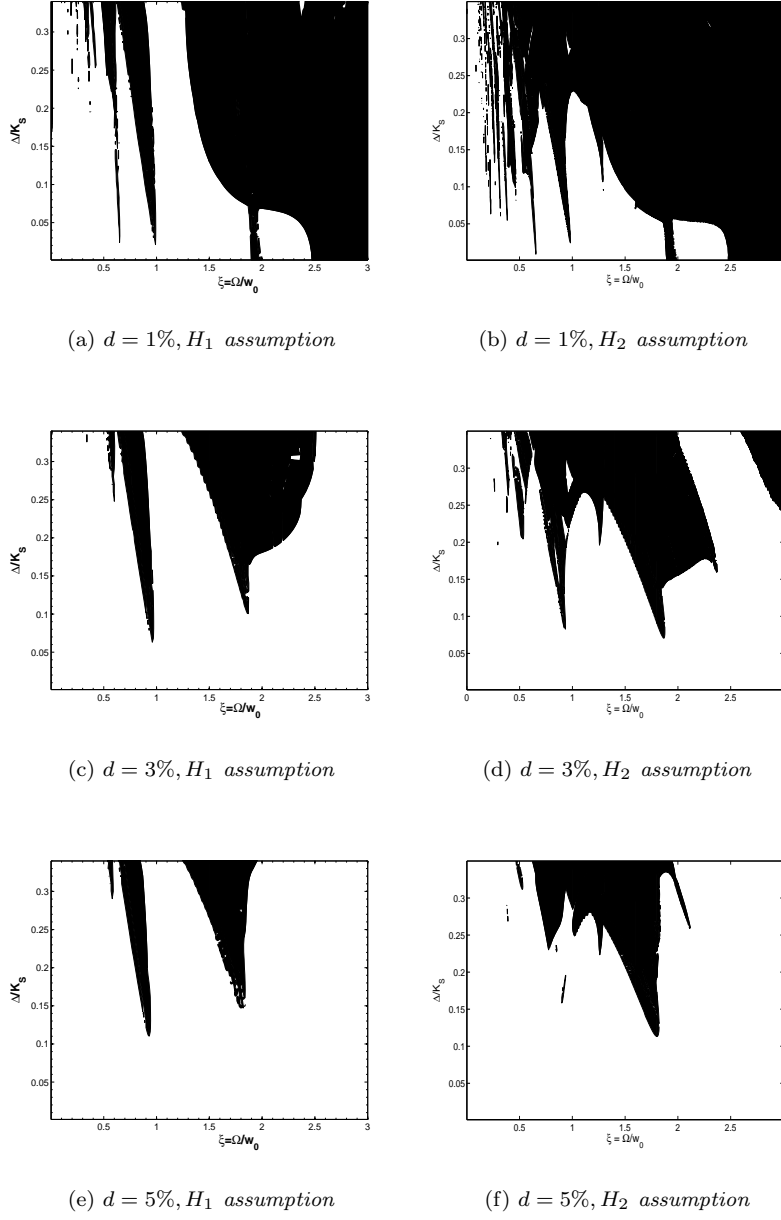 0.3
0.25
0.2
0.15
0.1
0.05
Δ/K_S
0.5 1 1.5 2 2.5 3
ξ=Ω/w_0
0.3
0.25
0.2
0.15
0.1
0.05
Δ/K_S
0.5 1 1.5 2 2.5
ξ = Ω/w_0
(a) d = 1%, H_1 assumption
(b) d = 1%, H_2 assumption
0.3
0.25
0.2
0.15
0.1
0.05
Δ/K_S
0.5 1 1.5 2 2.5 3
ξ=Ω/w_0
0.3
0.25
0.2
0.15
0.1
0.05
Δ/K_S
0 0.5 1 1.5 2 2.5
ξ = Ω/w_0
(c) d = 3%, H_1 assumption
(d) d = 3%, H_2 assumption
0.3
0.25
0.2
0.15
0.1
0.05
Δ/K_S
0.5 1 1.5 2 2.5 3
ξ=Ω/w_0
0.3
0.25
0.2
0.15
0.1
0.05
Δ/K_S
0.5 1 1.5 2 2.5
ξ = Ω/w_0
(e) d = 5%, H_1 assumption
(f) d = 5%, H_2 assumption